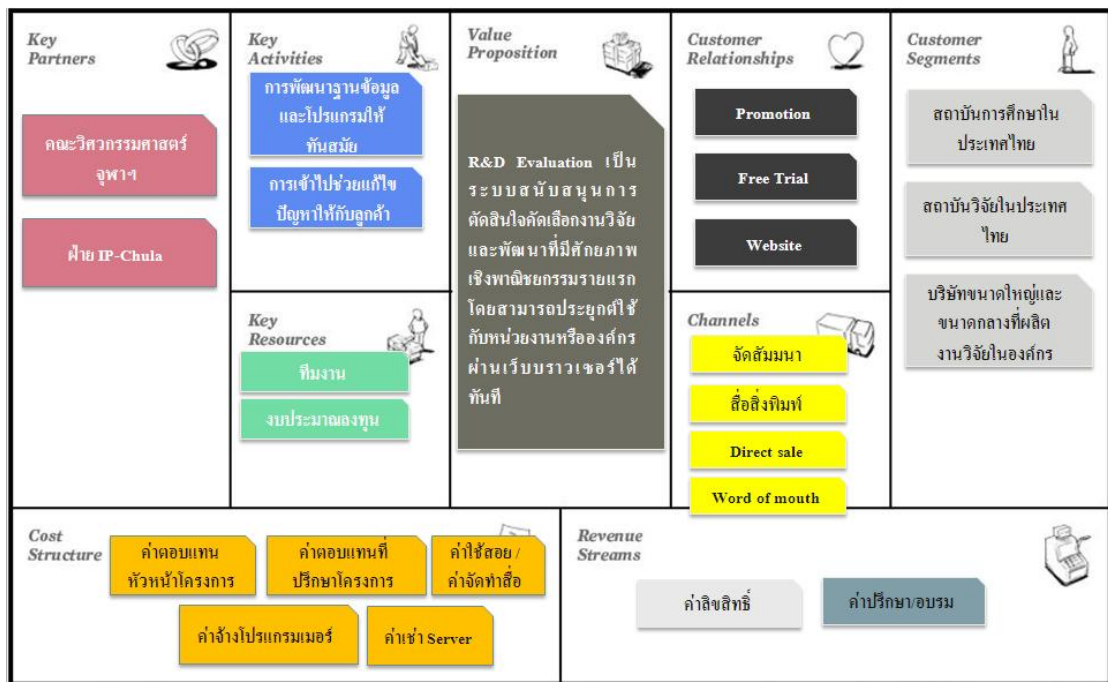 Key
Partners
คณะวิศวกรรมศาสตร์
จุฬาฯ
ฝ่าย IP-Chula
Key
Activities
การพัฒนาฐานข้อมูล
และโปรแกรมให้
ทันสมัย
การเข้าไปช่วยแก้ไข
ปัญหาให้กับลูกค้า
Key
Resources
ทีมงาน
งบประมาณลงทุน
Value
Proposition
R&D Evaluation เป็น
ระบบสนับสนุนการ
ตัดสินใจคัดเลือกงานวิจัย
และพัฒนาที่มีศักยภาพ
เชิงพาณิชยกรรมรายแรก
โดยสามารถประยุกต์ใช้
กับหน่วยงานหรือองค์กร
ผ่านเว็บบราวเซอร์ได้
ทันที
Customer
Relationships
Promotion
Free Trial
Website
Channels
จัดสัมมนา
สื่อสิ่งพิมพ์
Direct sale
Word of mouth
Customer
Segments
สถาบันการศึกษาใน
ประเทศไทย
สถาบันวิจัยในประเทศ
ไทย
บริษัทขนาดใหญ่และ
ขนาดกลางที่ผลิต
งานวิจัยในองค์กร
Cost
Structure
ค่าตอบแทน
หัวหน้าโครงการ
ค่าตอบแทนที่
ปรึกษาโครงการ
ค่าใช้สอย /
ค่าจัดทำสื่อ
ค่าจ้างโปรแกรมเมอร์
ค่าเช่า Server
Revenue
Streams
ค่าลิขสิทธิ์
ค่าปรึกษา/อบรม